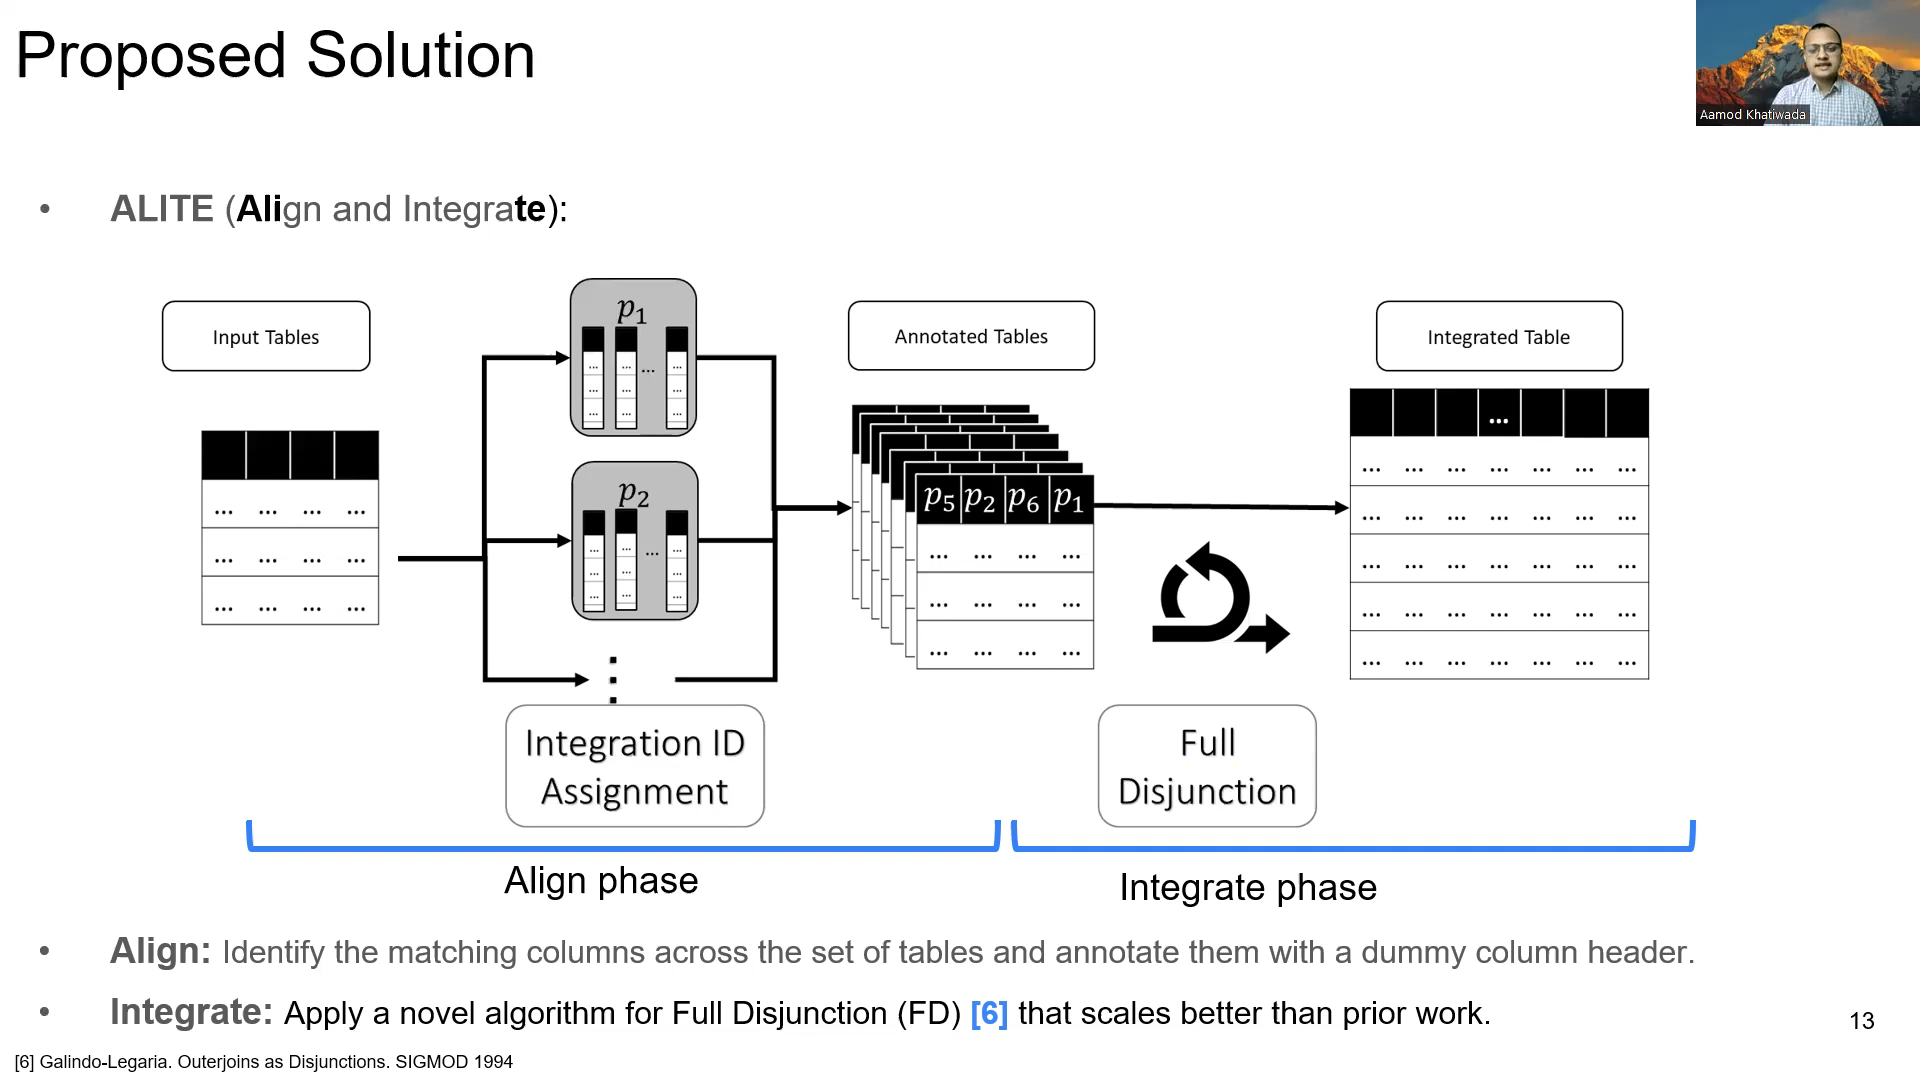 Proposed Solution
Aamod Khatiwada
• ALITE (Align and Integrate):
Input Tables
p1
...
p2
...
Integration ID
Assignment
Annotated Tables
p5 p2 p6 p1
... ... ... ...
... ... ... ...
... ... ... ...
Full
Disjunction
Integrated Table
...
... ... ... ... ... ... ...
... ... ... ... ... ... ...
... ... ... ... ... ... ...
... ... ... ... ... ... ...
... ... ... ... ... ... ...
Align phase
Integrate phase
• Align: Identify the matching columns across the set of tables and annotate them with a dummy column header.
• Integrate: Apply a novel algorithm for Full Disjunction (FD) [6] that scales better than prior work.
13
[6] Galindo-Legaria. Outerjoins as Disjunctions. SIGMOD 1994